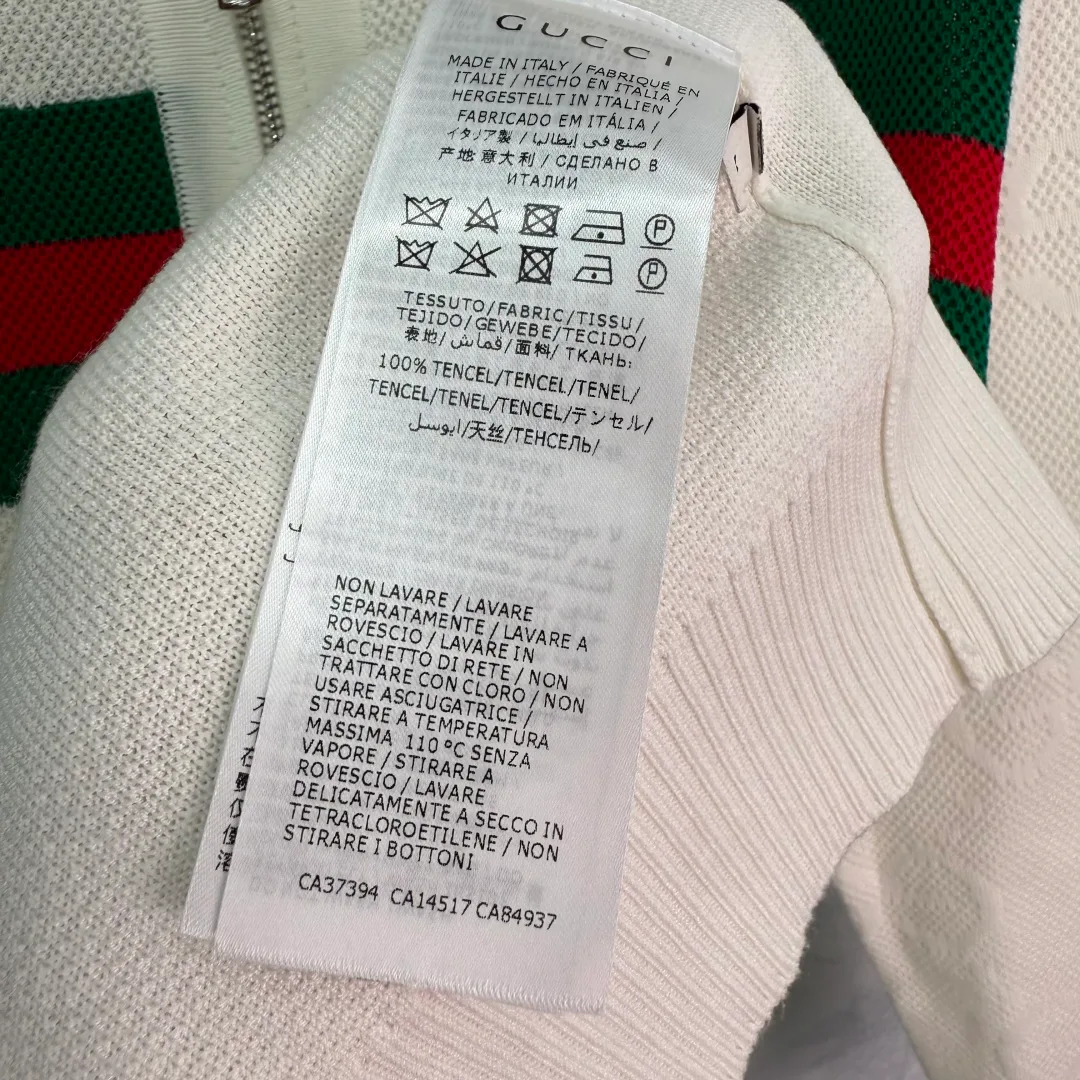 GUCCI
MADE IN ITALY / FABRIQUÉ EN
ITALIE / HECHO EN ITALIA /
HERGESTELLT IN ITALIEN /
FABRICADO EM ITÁLIA /
イタリア製 / صنع في إيطاليا /
产地 意大利 / СДЕЛАНО В
ИТАЛИИ
P
P
TESSUTO/FABRIC/TISSU/
TEJIDO/GEWEBE/TECIDO/
表地/قماش/面料/ТКАНЬ:
100% TENCEL/TENCEL/TENEL/
TENCEL/TENEL/TENCEL/テンセル/
ايوسل/天丝/ТЕНСЕЛЬ/
NON LAVARE / LAVARE
SEPARATAMENTE / LAVARE A
ROVESCIO / LAVARE IN
SACCHETTO DI RETE / NON
TRATTARE CON CLORO / NON
USARE ASCIUGATRICE /
STIRARE A TEMPERATURA
MASSIMA 110 °C SENZA
VAPORE / STIRARE A
ROVESCIO / LAVARE
DELICATAMENTE A SECCO IN
TETRACLOROETILENE / NON
STIRARE I BOTTONI
CA37394 CA14517 CA84937